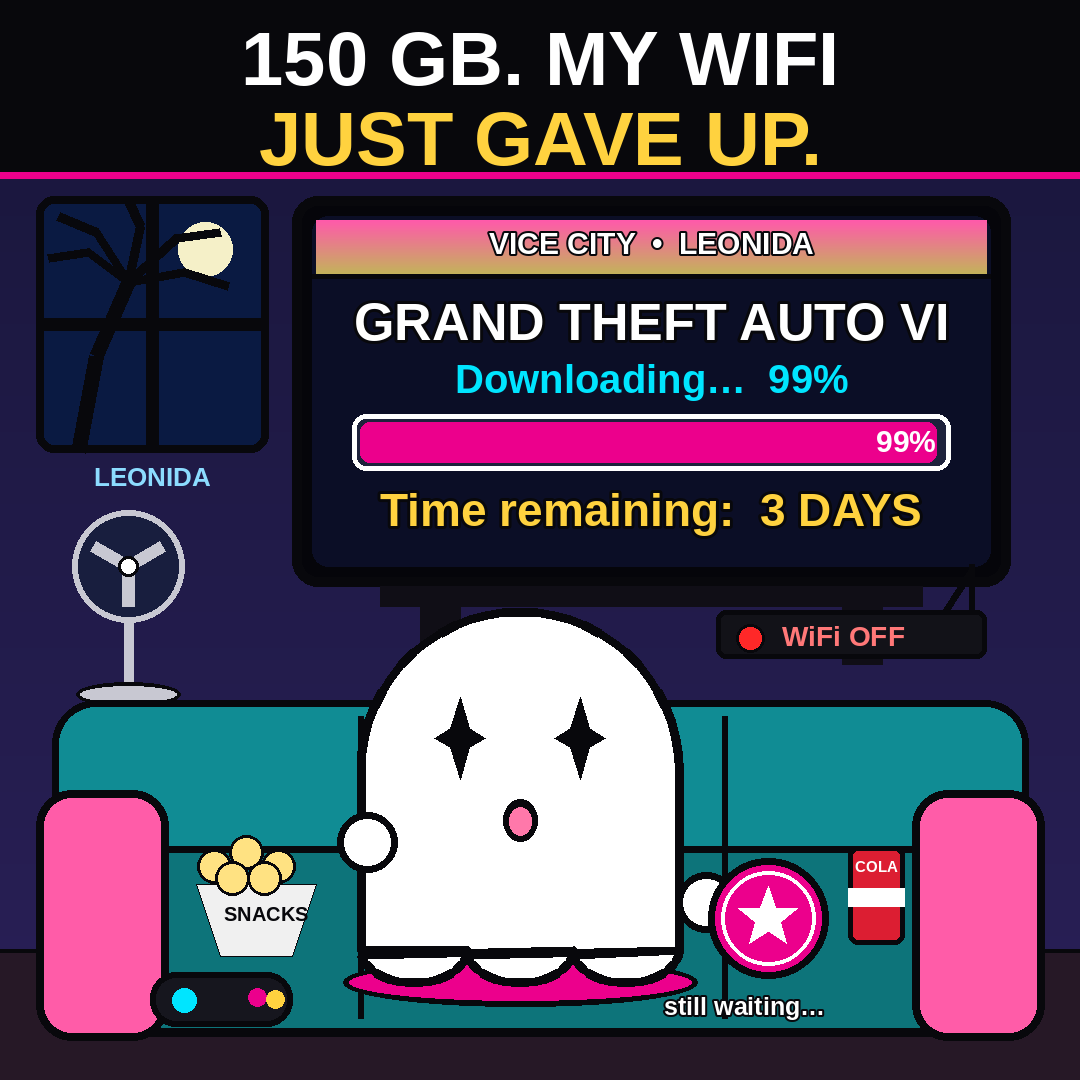 150 GB. MY WIFI
JUST GAVE UP.
VICE CITY • LEONIDA
GRAND THEFT AUTO VI
Downloading... 99%
99%
Time remaining: 3 DAYS
LEONIDA
WiFi OFF
COLA
SNACKS
still waiting...